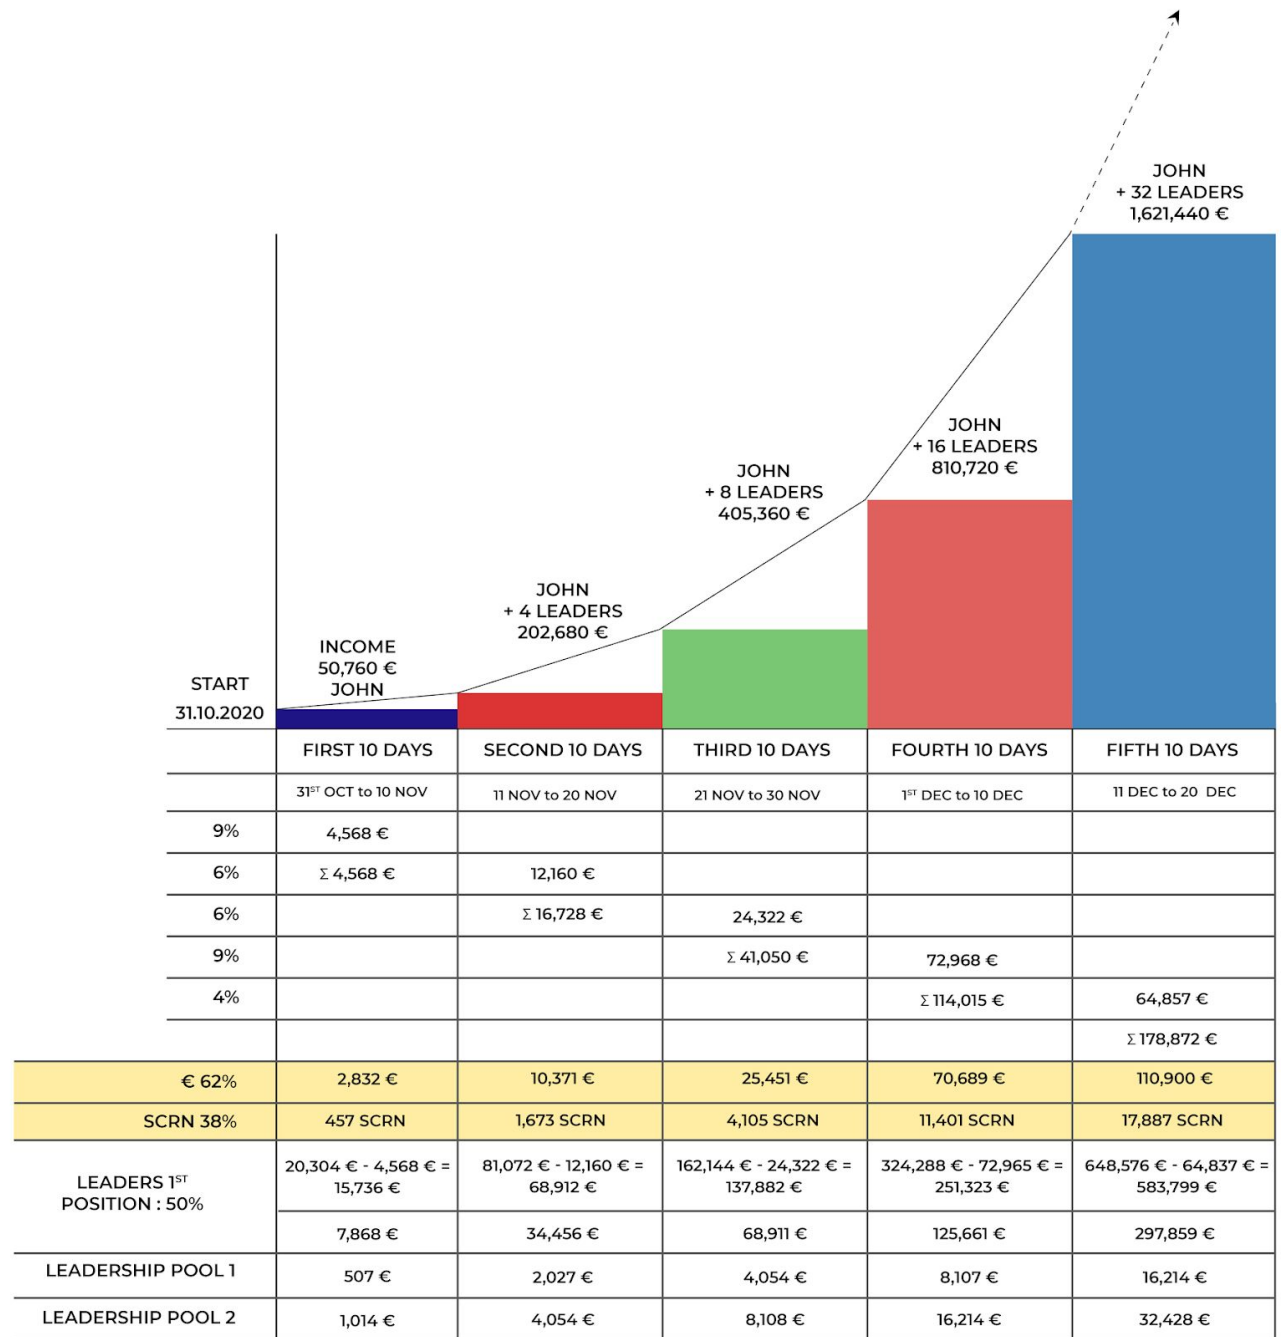 JOHN
+ 32 LEADERS
1,621,440 €
JOHN
+ 16 LEADERS
810,720 €
JOHN
+ 8 LEADERS
405,360 €
JOHN
+ 4 LEADERS
202,680 €
INCOME
50,760 €
JOHN
START
31.10.2020
FIRST 10 DAYS SECOND 10 DAYS THIRD 10 DAYS FOURTH 10 DAYS FIFTH 10 DAYS
31ST OCT to 10 NOV 11 NOV to 20 NOV 21 NOV to 30 NOV 1ST DEC to 10 DEC 11 DEC to 20 DEC
9% 4,568 €
6% Σ 4,568 € 12,160 €
6% Σ 16,728 € 24,322 €
9% Σ 41,050 € 72,968 €
4% Σ 114,015 € 64,857 €
Σ 178,872 €
€ 62% 2,832 € 10,371 € 25,451 € 70,689 € 110,900 €
SCRN 38% 457 SCRN 1,673 SCRN 4,105 SCRN 11,401 SCRN 17,887 SCRN
LEADERS 1ST
POSITION : 50%
20,304 € - 4,568 € = 81,072 € - 12,160 € = 162,144 € - 24,322 € = 324,288 € - 72,965 € = 648,576 € - 64,837 € =
15,736 € 68,912 € 137,882 € 251,323 € 583,799 €
7,868 € 34,456 € 68,911 € 125,661 € 297,859 €
LEADERSHIP POOL 1 507 € 2,027 € 4,054 € 8,107 € 16,214 €
LEADERSHIP POOL 2 1,014 € 4,054 € 8,108 € 16,214 € 32,428 €